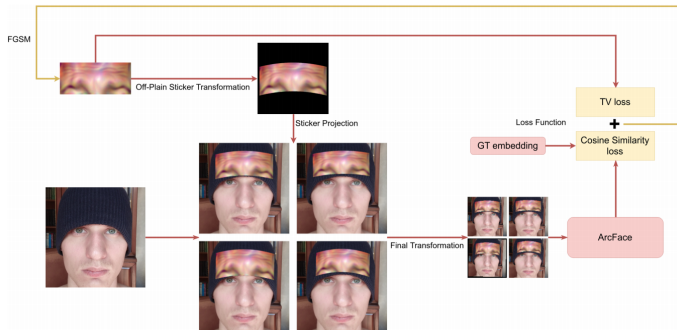 FGSM
Off-Plain Sticker Transformation
TV loss
Sticker Projection
Loss Function
+
GT embedding
Cosine Similarity
loss
Final Transformation
ArcFace